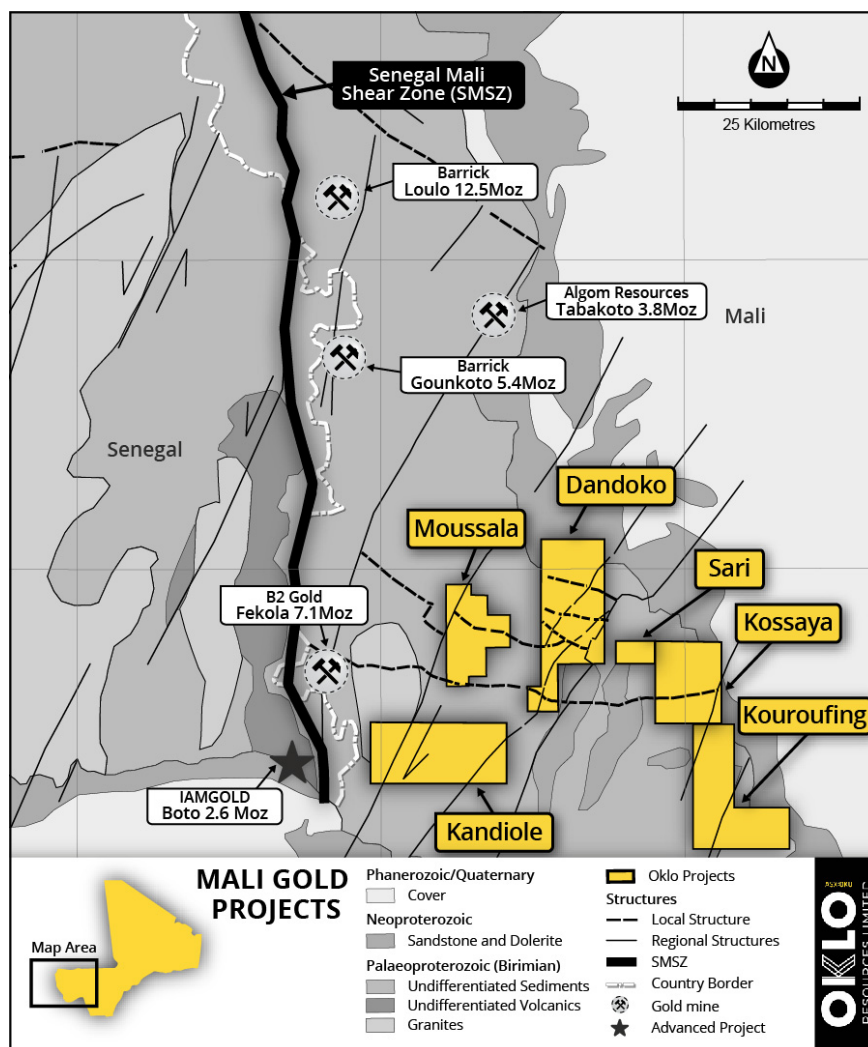 Senegal Mali
Shear Zone (SMSZ)
N
25 Kilometres
Barrick
Loulo 12.5Moz
Algom Resources
Tabakoto 3.8Moz
Mali
Barrick
Gounkoto 5.4Moz
Senegal
Dandoko
Moussala
Sari
B2 Gold
Fekola 7.1Moz
Kossaya
Kouroufing
IAMGOLD
Boto 2.6 Moz
Kandiole
MALI GOLD
PROJECTS
Map Area
Phanerozoic/Quaternary
Cover
Neoproterozoic
Sandstone and Dolerite
Palaeoproterozoic (Birimian)
Undifferentiated Sediments
Undifferentiated Volcanics
Granites
Oklo Projects
Structures
Local Structure
Regional Structures
SMSZ
Country Border
Gold mine
Advanced Project
ASX:OKU
OKLO
RESOURCES LIMITED